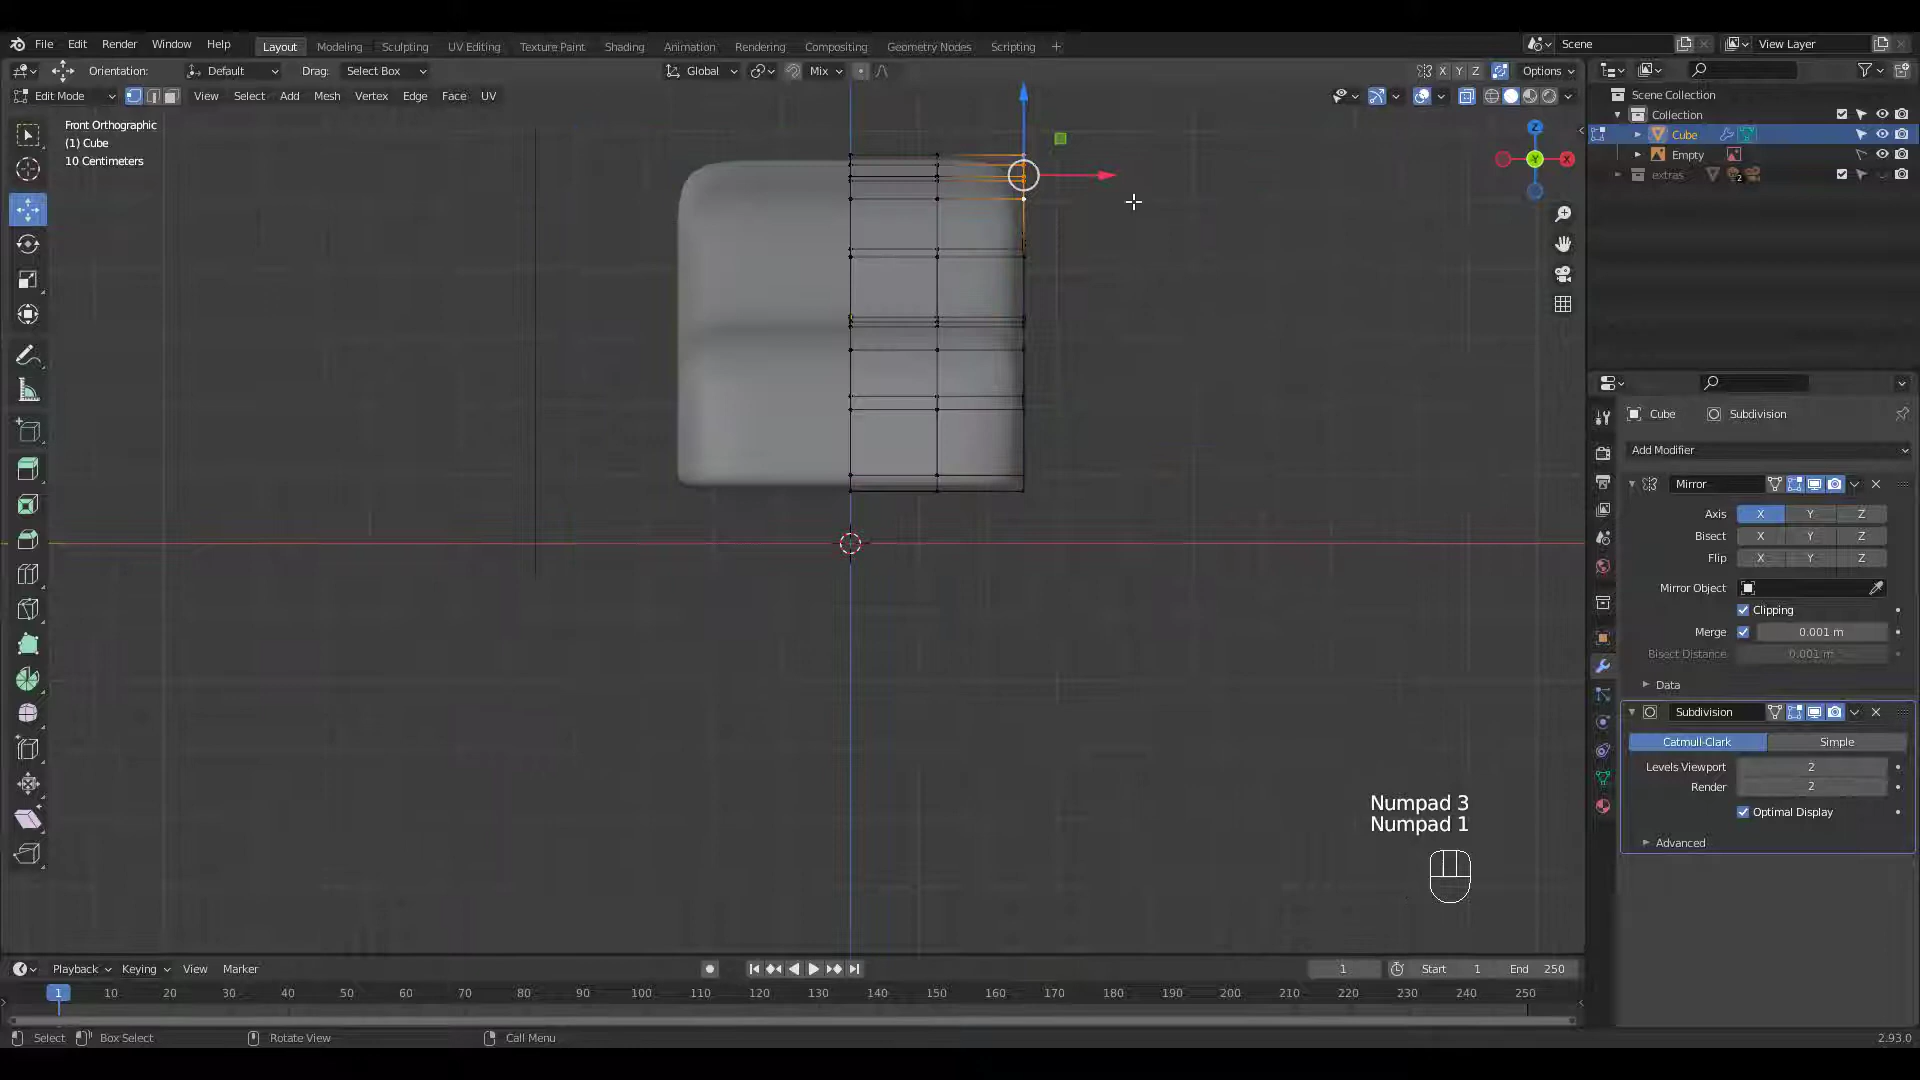 File Edit Render Window Help Layout Modeling Sculpting UV Editing Texture Paint Shading Animation Rendering Compositing Geometry Nodes Scripting + Scene View Layer
Orientation: Default Drag: Select Box Global Mix X Y Z Options
Edit Mode View Select Add Mesh Vertex Edge Face UV
Front Orthographic
(1) Cube
10 Centimeters
Z
Y
X
Scene Collection
Collection
Cube
Empty
extras
2
Cube Subdivision
Add Modifier
Mirror
Axis X Y Z
Bisect X Y Z
Flip X Y Z
Mirror Object
Clipping
Merge 0.001 m
Bisect Distance 0.001 m
Data
Subdivision
Catmull-Clark Simple
Levels Viewport 2
Render 2
Optimal Display
Advanced
Numpad 3
Numpad 1
Playback Keying View Marker 1 Start 1 End 250
1 10 20 30 40 50 60 70 80 90 100 110 120 130 140 150 160 170 180 190 200 210 220 230 240 250
Select Box Select Rotate View Call Menu 2.93.0